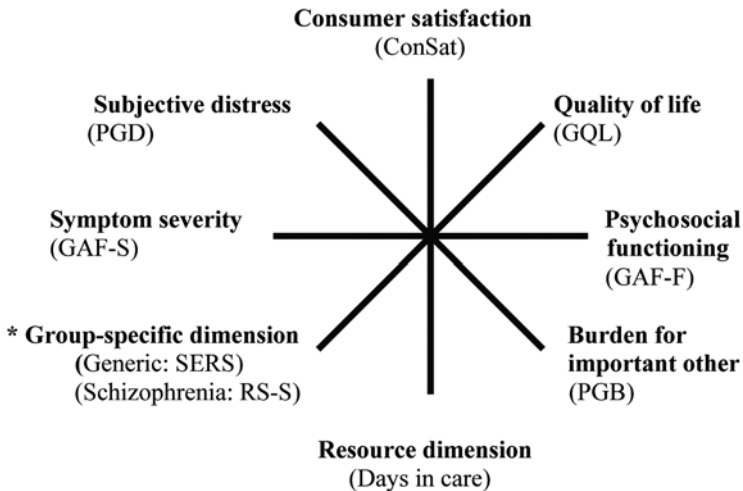 Consumer satisfaction
(ConSat)
Subjective distress
(PGD)
Quality of life
(GQL)
Symptom severity
(GAF-S)
Psychosocial
functioning
(GAF-F)
* Group-specific dimension
(Generic: SERS)
(Schizophrenia: RS-S)
Burden for
important other
(PGB)
Resource dimension
(Days in care)